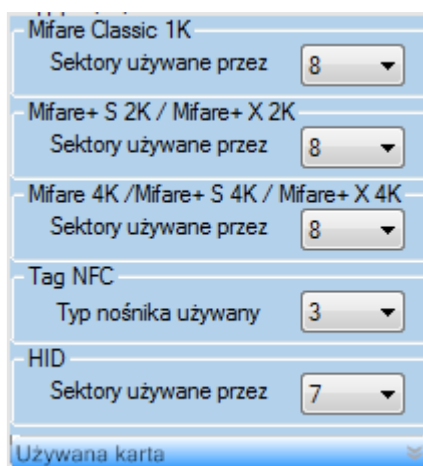 Mifare Classic 1K
Sektory używane przez 8
Mifare+ S 2K / Mifare+ X 2K
Sektory używane przez 8
Mifare 4K /Mifare+ S 4K / Mifare+ X 4K
Sektory używane przez 8
Tag NFC
Typ nośnika używany 3
HID
Sektory używane przez 7
Używana karta